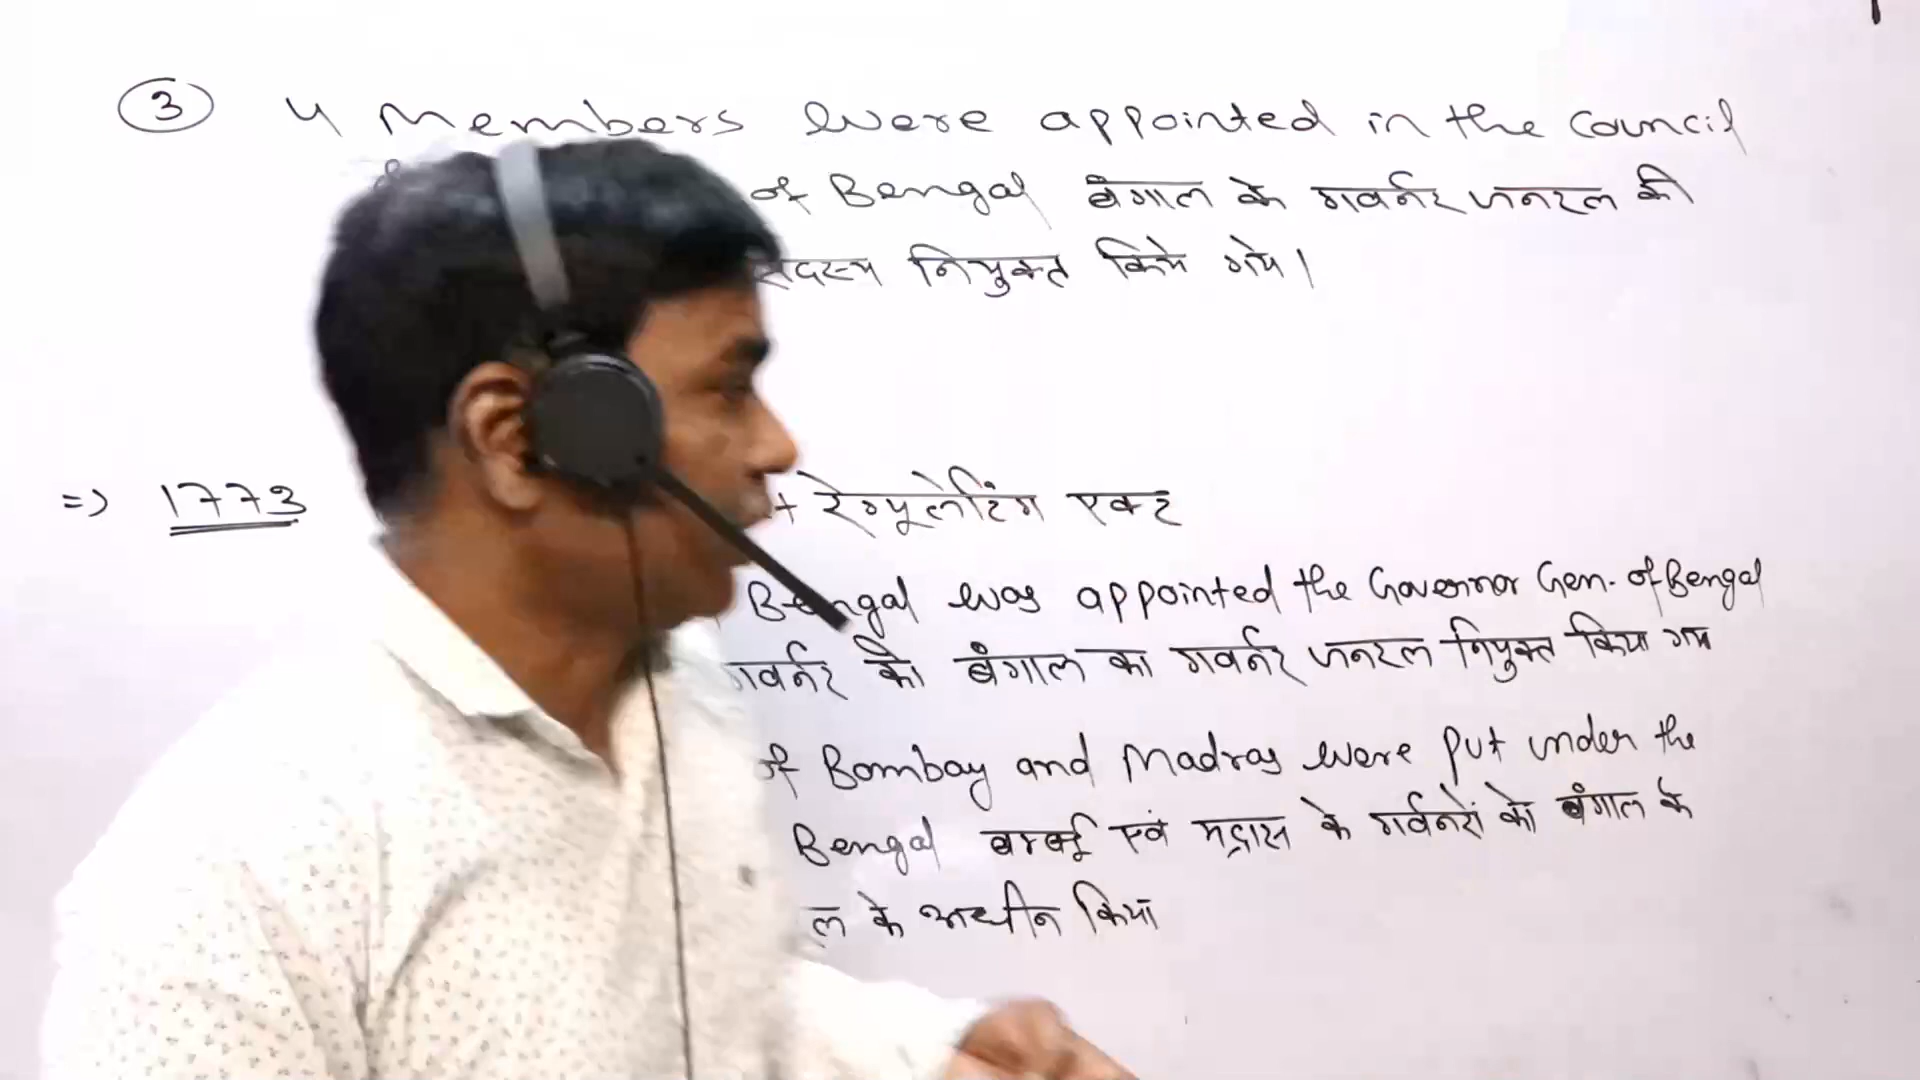 3 4 Members were appointed in the Council
of Bengal बंगाल के गवर्नर जनरल की
सदस्य नियुक्त किये गये।
=> 1773 रेग्यूलेटिंग एक्ट
Bengal was appointed the Governor Gen. of Bengal
गवर्नर को बंगाल का गवर्नर जनरल नियुक्त किया गया
of Bombay and Madras were put under the
Bengal बम्बई एवं मद्रास के गर्वनरों को बंगाल के
ल के अधीन किया